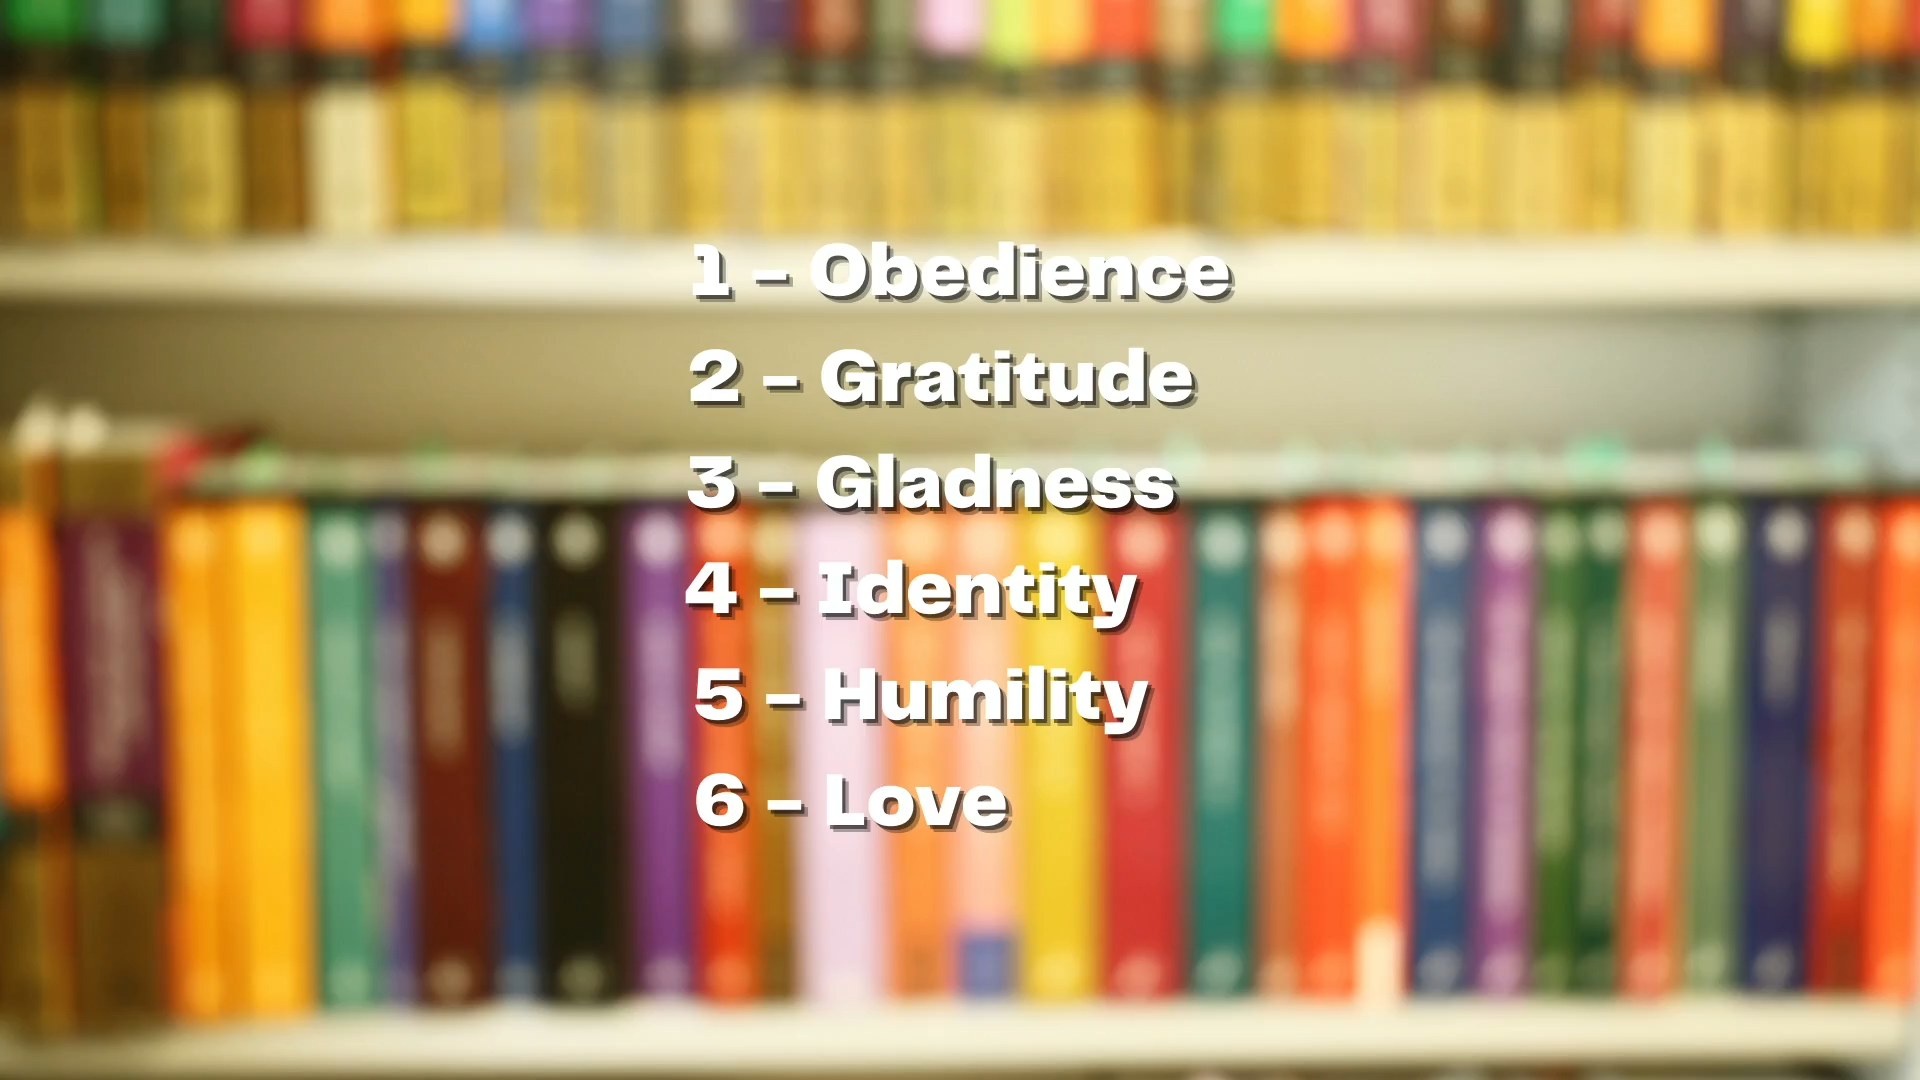 1 – Obedience
2 – Gratitude
3 – Gladness
4 – Identity
5 – Humility
6 – Love